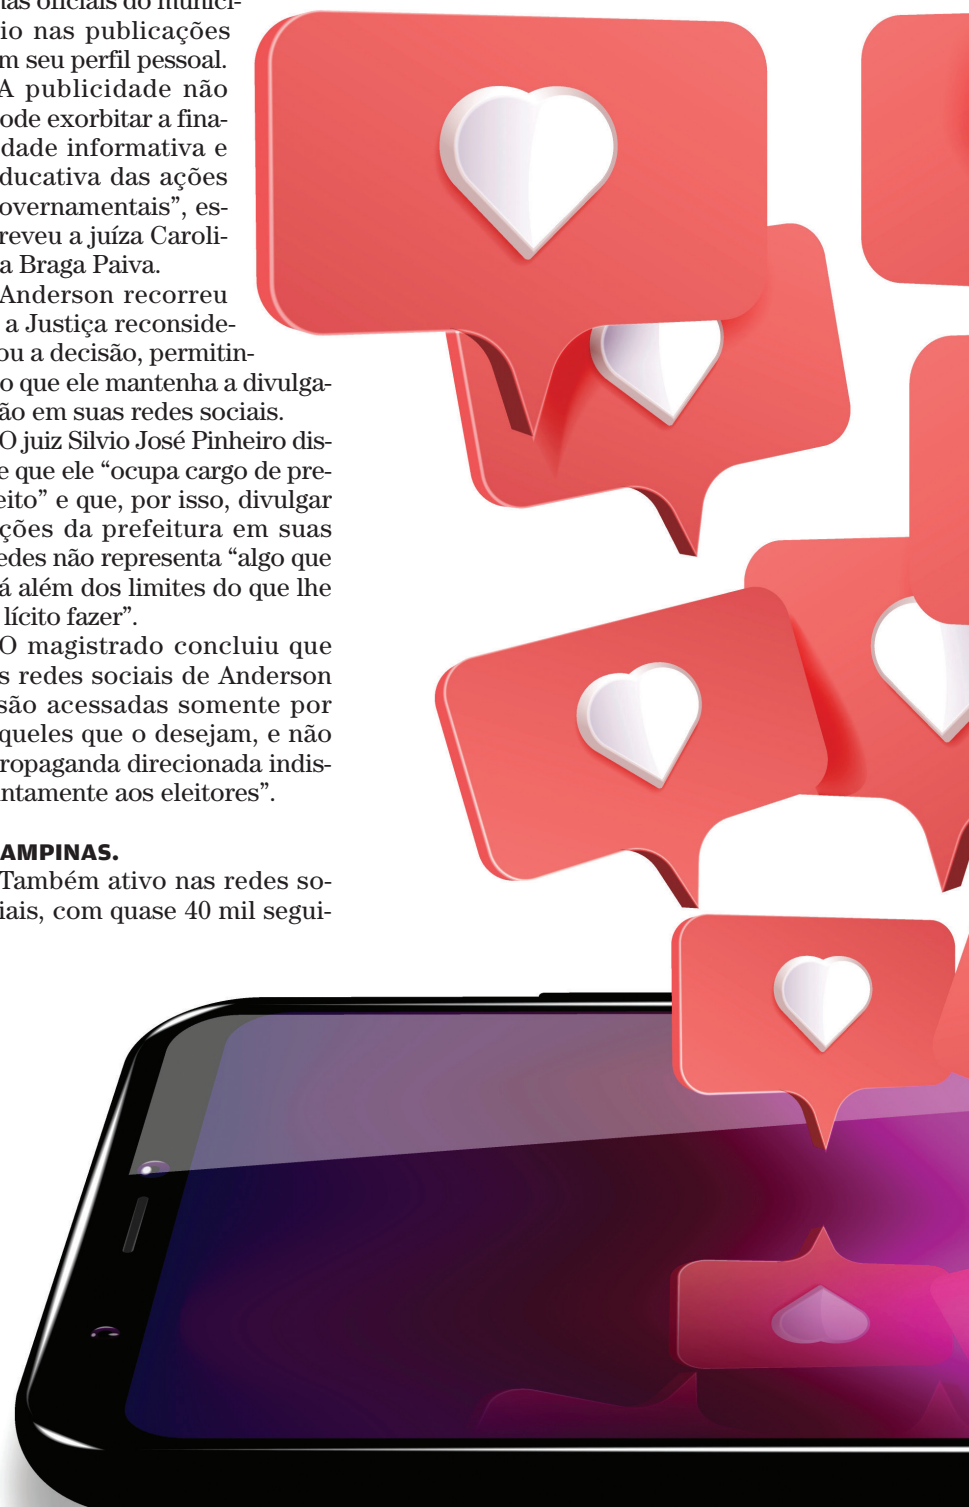 nas oficiais do municí-
io nas publicações
m seu perfil pessoal.
A publicidade não
ode exorbitar a fina-
dade informativa e
ducativa das ações
overnamentais”, es-
reveu a juíza Caroli-
a Braga Paiva.
Anderson recorreu
a Justiça reconside-
ou a decisão, permitin-
o que ele mantenha a divulga-
ão em suas redes sociais.
O juiz Silvio José Pinheiro dis-
e que ele “ocupa cargo de pre-
eito” e que, por isso, divulgar
ções da prefeitura em suas
edes não representa “algo que
á além dos limites do que lhe
lícito fazer”.
O magistrado concluiu que
s redes sociais de Anderson
são acessadas somente por
queles que o desejam, e não
ropaganda direcionada indis-
intamente aos eleitores”.
AMPINAS.
Também ativo nas redes so-
iais, com quase 40 mil segui-